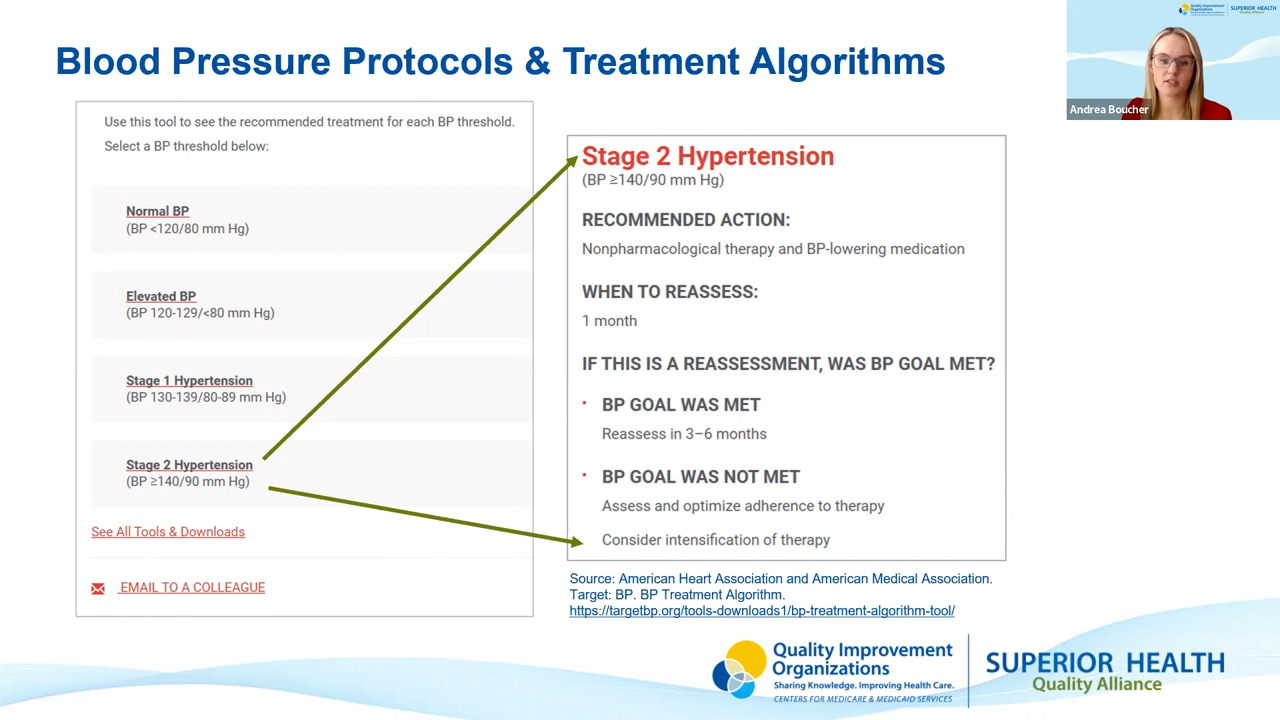 Blood Pressure Protocols & Treatment Algorithms
Use this tool to see the recommended treatment for each BP threshold.
Select a BP threshold below:
Normal BP
(BP <120/80 mm Hg)
Elevated BP
(BP 120-129/<80 mm Hg)
Stage 1 Hypertension
(BP 130-139/80-89 mm Hg)
Stage 2 Hypertension
(BP ≥140/90 mm Hg)
See All Tools & Downloads
EMAIL TO A COLLEAGUE
Stage 2 Hypertension
(BP ≥140/90 mm Hg)
RECOMMENDED ACTION:
Nonpharmacological therapy and BP-lowering medication
WHEN TO REASSESS:
1 month
IF THIS IS A REASSESSMENT, WAS BP GOAL MET?
• BP GOAL WAS MET
Reassess in 3–6 months
• BP GOAL WAS NOT MET
Assess and optimize adherence to therapy
Consider intensification of therapy
Source: American Heart Association and American Medical Association.
Target: BP. BP Treatment Algorithm.
https://targetbp.org/tools-downloads1/bp-treatment-algorithm-tool/
Quality Improvement
Organizations
Sharing Knowledge. Improving Health Care.
CENTERS FOR MEDICARE & MEDICAID SERVICES
SUPERIOR HEALTH
Quality Alliance
Quality Improvement
Organizations
SUPERIOR HEALTH
Quality Alliance
Andrea Boucher